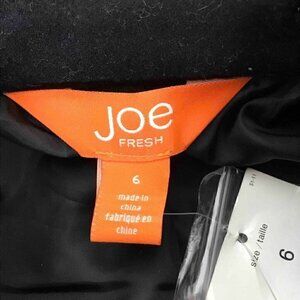 Joe
FRESH
6
made in
china
fabriqué en
chine
size/taille
6